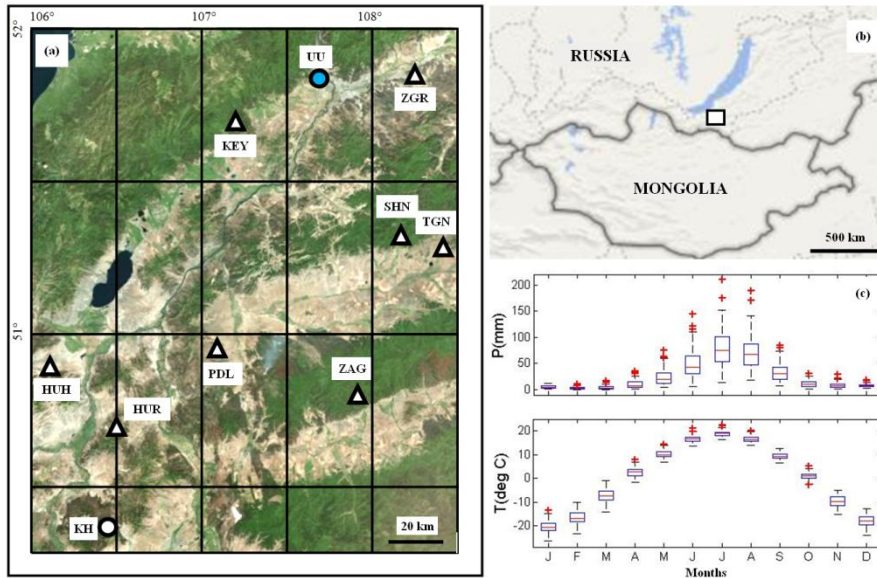 106° 107° 108°
52°
(a)
UU
ZGR
KEY
SHN
TGN
51°
HUH
PDL
ZAG
HUR
KH
20 km
(b)
RUSSIA
MONGOLIA
500 km
(c)
P(mm)
200
150
100
50
0
T(deg C)
20
10
0
-10
-20
J F M A M J J A S O N D
Months